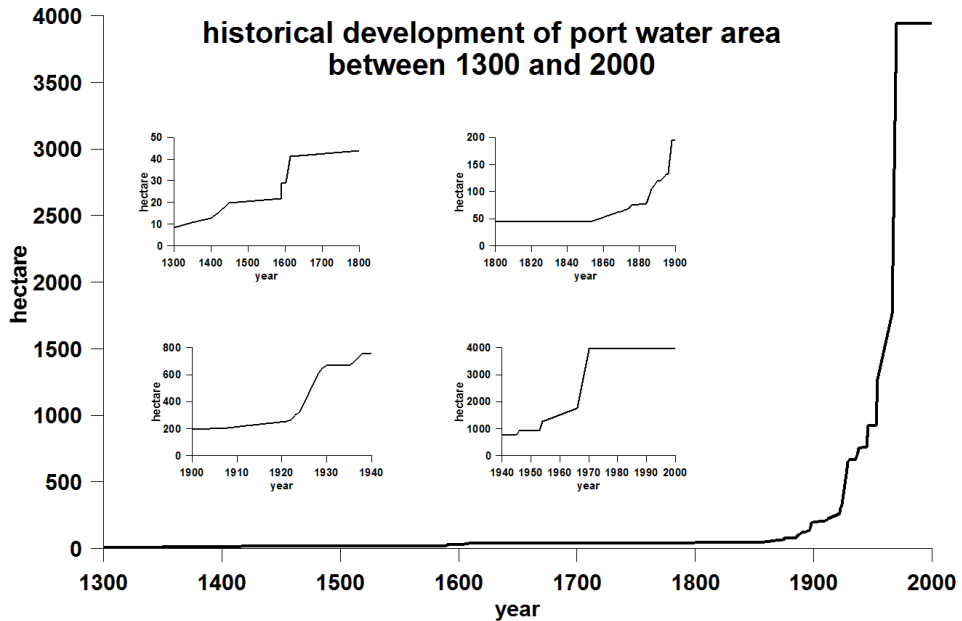 historical development of port water area
between 1300 and 2000
4000
3500
3000
2500
2000
1500
1000
500
0
hectare
1300 1400 1500 1600 1700 1800 1900 2000
year
50
40
30
20
10
0
hectare
1300 1400 1500 1600 1700 1800
year
200
150
100
50
0
hectare
1800 1820 1840 1860 1880 1900
year
800
600
400
200
0
hectare
1900 1910 1920 1930 1940
year
4000
3000
2000
1000
0
hectare
1940 1950 1960 1970 1980 1990 2000
year